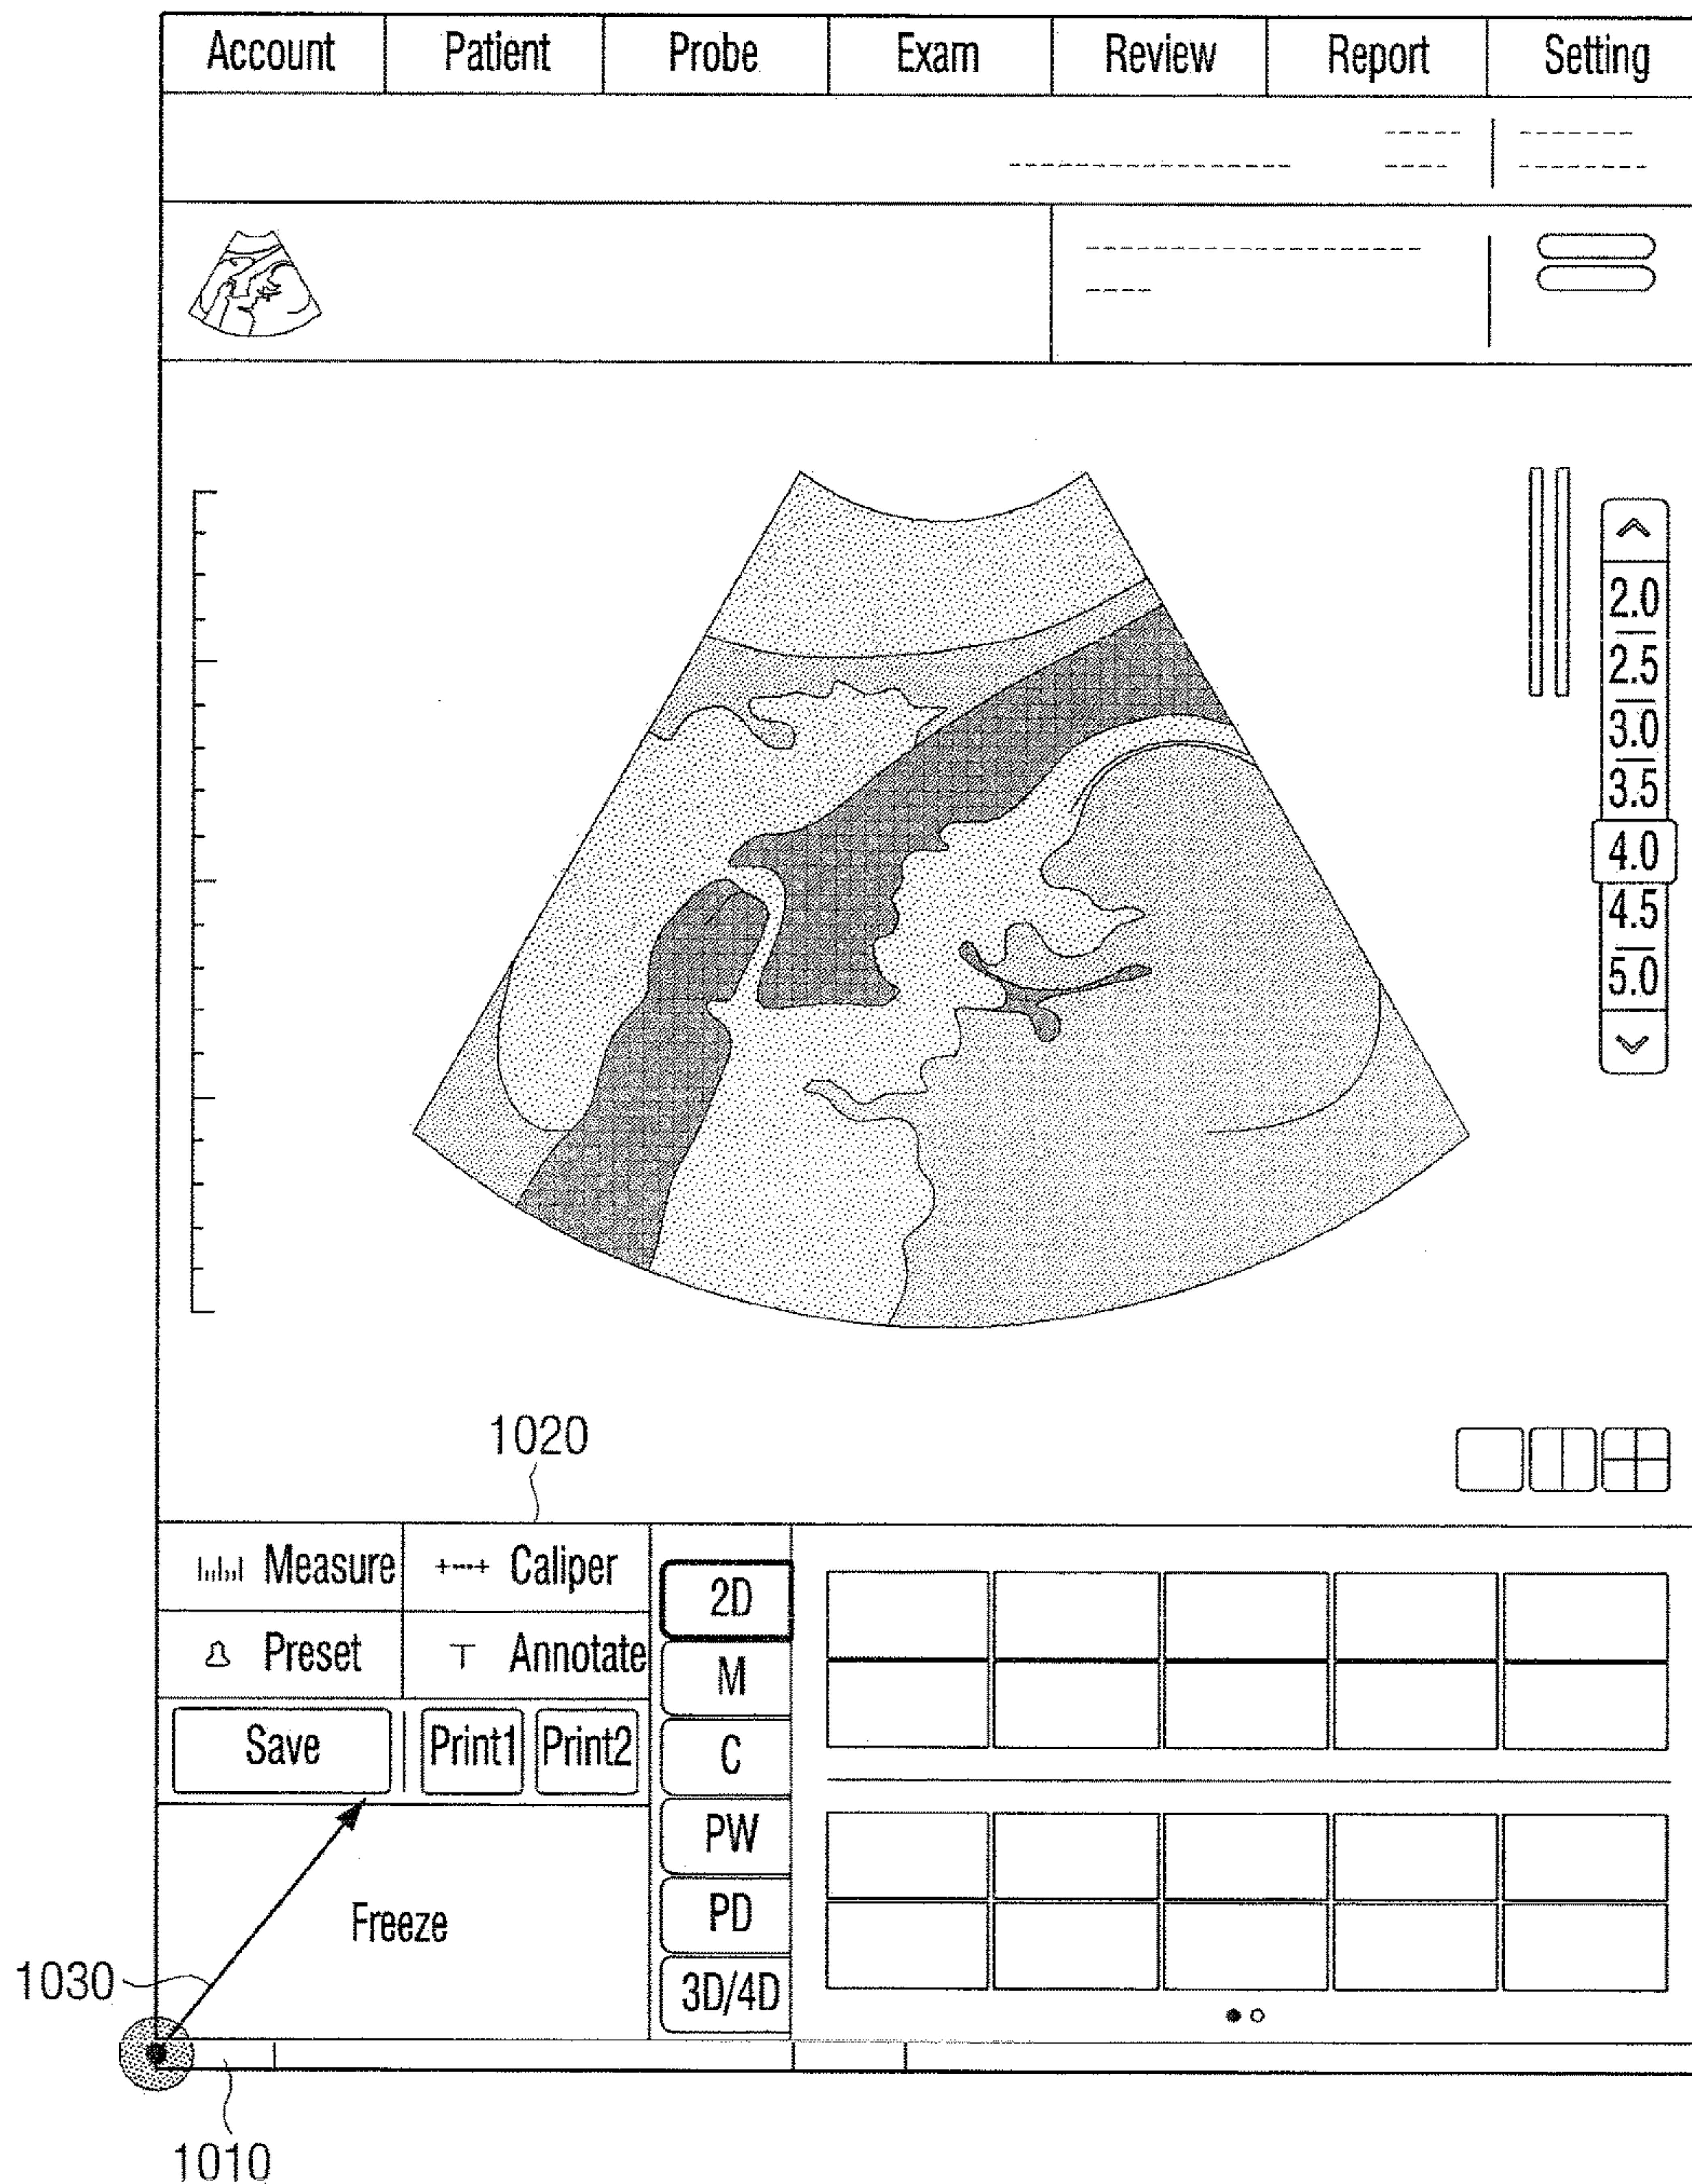 Account Patient Probe Exam Review Report Setting
2.0
2.5
3.0
3.5
4.0
4.5
5.0
1020
Measure Caliper
Preset Annotate
Save Print1 Print2
Freeze
2D
M
C
PW
PD
3D/4D
1030
1010